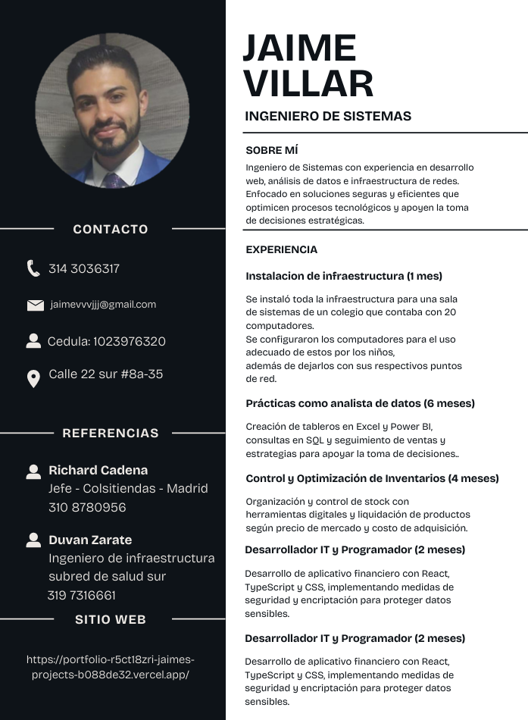 CONTACTO
314 3036317
jaimevvvjjj@gmail.com
Cedula: 1023976320
Calle 22 sur #8a-35
REFERENCIAS
Richard Cadena
Jefe - Colsitiendas - Madrid
310 8780956
Duvan Zarate
Ingeniero de infraestructura
subred de salud sur
319 7316661
SITIO WEB
https://portfolio-r5ct18zri-jaimes-
projects-b088de32.vercel.app/
JAIME
VILLAR
INGENIERO DE SISTEMAS
SOBRE MÍ
Ingeniero de Sistemas con experiencia en desarrollo
web, análisis de datos e infraestructura de redes.
Enfocado en soluciones seguras y eficientes que
optimicen procesos tecnológicos y apoyen la toma
de decisiones estratégicas.
EXPERIENCIA
Instalacion de infraestructura (1 mes)
Se instaló toda la infraestructura para una sala
de sistemas de un colegio que contaba con 20
computadores.
Se configuraron los computadores para el uso
adecuado de estos por los niños,
además de dejarlos con sus respectivos puntos
de red.
Prácticas como analista de datos (6 meses)
Creación de tableros en Excel y Power BI,
consultas en SQL y seguimiento de ventas y
estrategias para apoyar la toma de decisiones..
Control y Optimización de Inventarios (4 meses)
Organización y control de stock con
herramientas digitales y liquidación de productos
según precio de mercado y costo de adquisición.
Desarrollador IT y Programador (2 meses)
Desarrollo de aplicativo financiero con React,
TypeScript y CSS, implementando medidas de
seguridad y encriptación para proteger datos
sensibles.
Desarrollador IT y Programador (2 meses)
Desarrollo de aplicativo financiero con React,
TypeScript y CSS, implementando medidas de
seguridad y encriptación para proteger datos
sensibles.